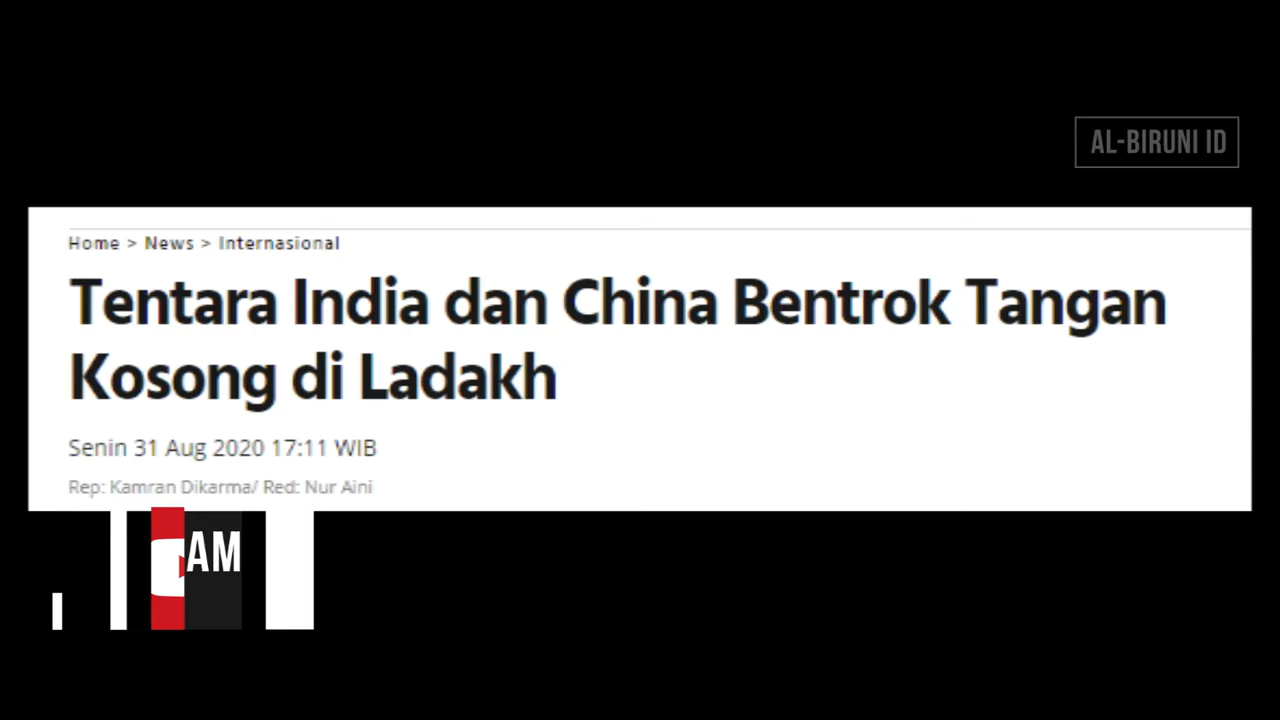 AL-BIRUNI ID
Home > News > Internasional
Tentara India dan China Bentrok Tangan
Kosong di Ladakh
Senin 31 Aug 2020 17:11 WIB
Rep: Kamran Dikarma/ Red: Nur Aini
AM